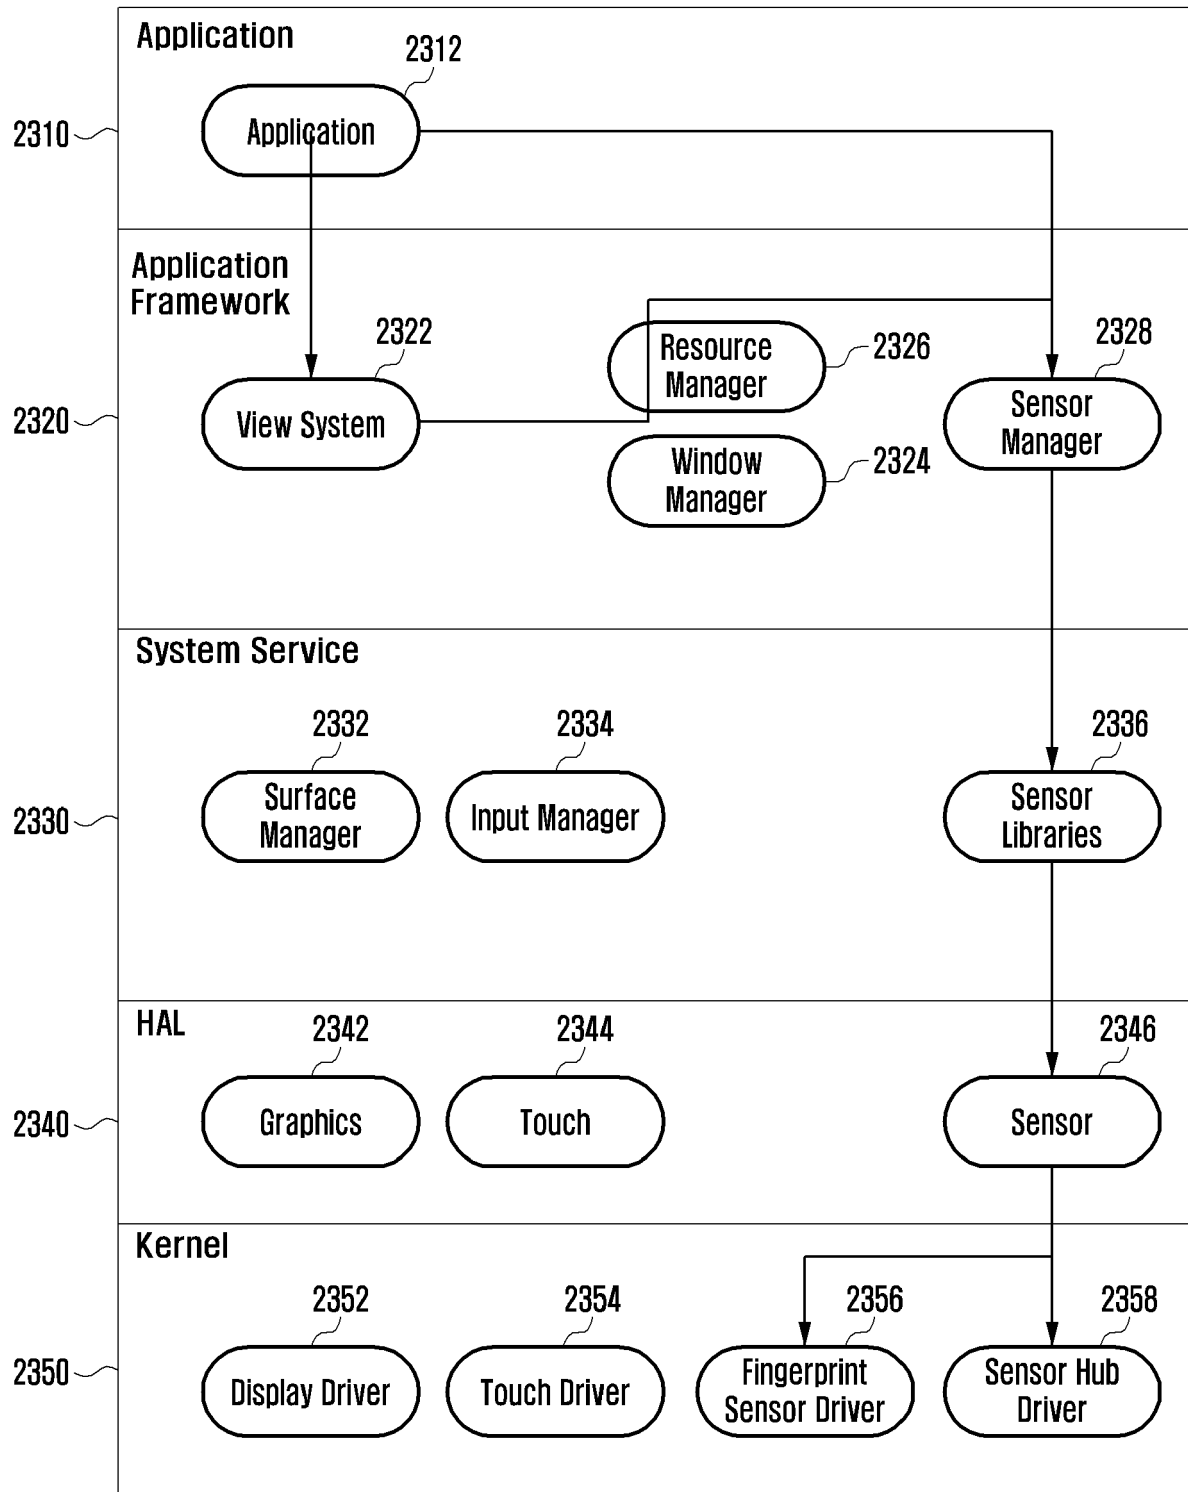 Application
2312
Application
2310
Application
Framework
2322
Resource
Manager
2326
2328
View System
Sensor
Manager
2320
Window
Manager
2324
System Service
2332
2334
2336
Surface
Manager
Input Manager
Sensor
Libraries
2330
HAL
2342
2344
2346
Graphics
Touch
Sensor
2340
Kernel
2352
2354
2356
2358
Display Driver
Touch Driver
Fingerprint
Sensor Driver
Sensor Hub
Driver
2350